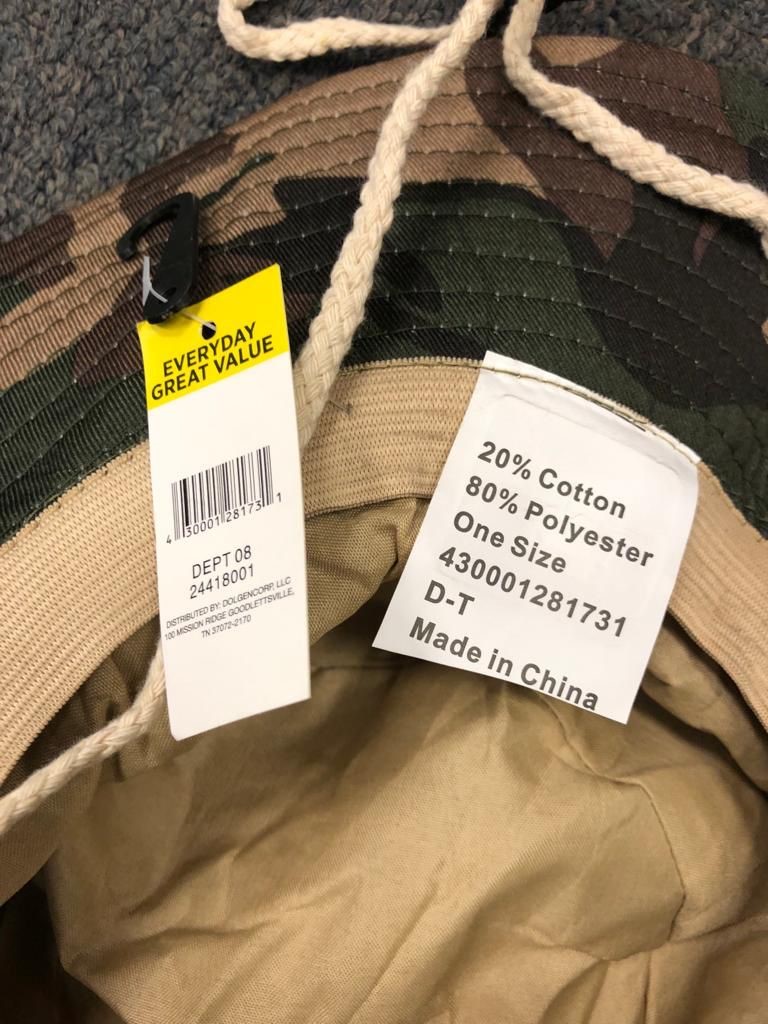 EVERYDAY
GREAT VALUE
4 30001 28173 1
DEPT 08
24418001
DISTRIBUTED BY: DOLGENCORP, LLC
100 MISSION RIDGE GOODLETTSVILLE,
TN 37072-2170
20% Cotton
80% Polyester
One Size
430001281731
D-T
Made in China